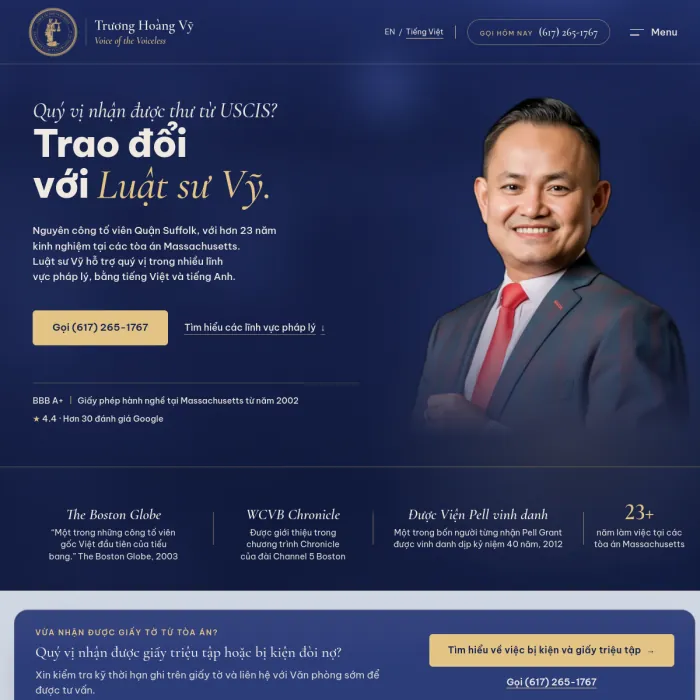 Trương Hoàng Vỹ
Voice of the Voiceless
EN / Tiếng Việt
GỌI HÔM NAY (617) 265-1767
Menu
Quý vị nhận được thư từ USCIS?
Trao đổi
với Luật sư Vỹ.
Nguyên công tố viên Quận Suffolk, với hơn 23 năm
kinh nghiệm tại các tòa án Massachusetts.
Luật sư Vỹ hỗ trợ quý vị trong nhiều lĩnh
vực pháp lý, bằng tiếng Việt và tiếng Anh.
Gọi (617) 265-1767
Tìm hiểu các lĩnh vực pháp lý ↓
BBB A+ | Giấy phép hành nghề tại Massachusetts từ năm 2002
★ 4.4 · Hơn 30 đánh giá Google
The Boston Globe
“Một trong những công tố viên
gốc Việt đầu tiên của tiểu
bang.” The Boston Globe, 2003
WCVB Chronicle
Được giới thiệu trong
chương trình Chronicle
của đài Channel 5 Boston
Được Viện Pell vinh danh
Một trong bốn người từng nhận Pell Grant
được vinh danh dịp kỷ niệm 40 năm, 2012
23+
năm làm việc tại các
tòa án Massachusetts
VỪA NHẬN ĐƯỢC GIẤY TỜ TỪ TÒA ÁN?
Quý vị nhận được giấy triệu tập hoặc bị kiện đòi nợ?
Xin kiểm tra kỹ thời hạn ghi trên giấy tờ và liên hệ với Văn phòng sớm để
được tư vấn.
Tìm hiểu về việc bị kiện và giấy triệu tập →
Gọi (617) 265-1767